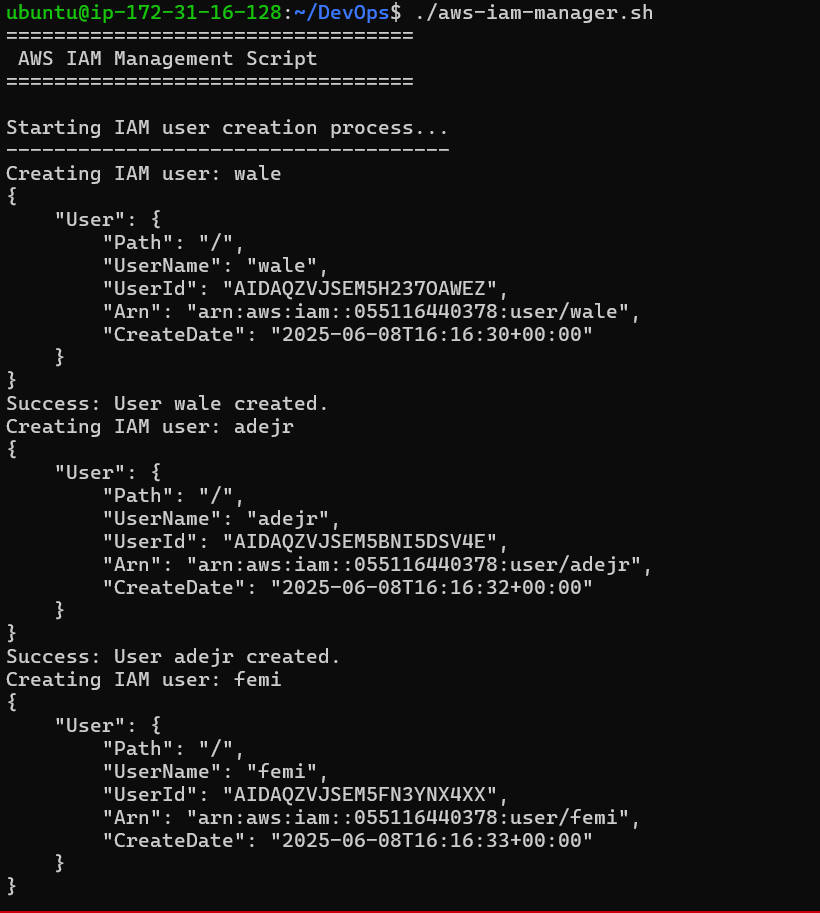 ubuntu@ip-172-31-16-128:~/DevOps$ ./aws-iam-manager.sh
==================================
 AWS IAM Management Script
==================================

Starting IAM user creation process...
-------------------------------------
Creating IAM user: wale
{
    "User": {
        "Path": "/",
        "UserName": "wale",
        "UserId": "AIDAQZVJSEM5H237OAWEZ",
        "Arn": "arn:aws:iam::055116440378:user/wale",
        "CreateDate": "2025-06-08T16:16:30+00:00"
    }
}
Success: User wale created.
Creating IAM user: adejr
{
    "User": {
        "Path": "/",
        "UserName": "adejr",
        "UserId": "AIDAQZVJSEM5BNI5DSV4E",
        "Arn": "arn:aws:iam::055116440378:user/adejr",
        "CreateDate": "2025-06-08T16:16:32+00:00"
    }
}
Success: User adejr created.
Creating IAM user: femi
{
    "User": {
        "Path": "/",
        "UserName": "femi",
        "UserId": "AIDAQZVJSEM5FN3YNX4XX",
        "Arn": "arn:aws:iam::055116440378:user/femi",
        "CreateDate": "2025-06-08T16:16:33+00:00"
    }
}